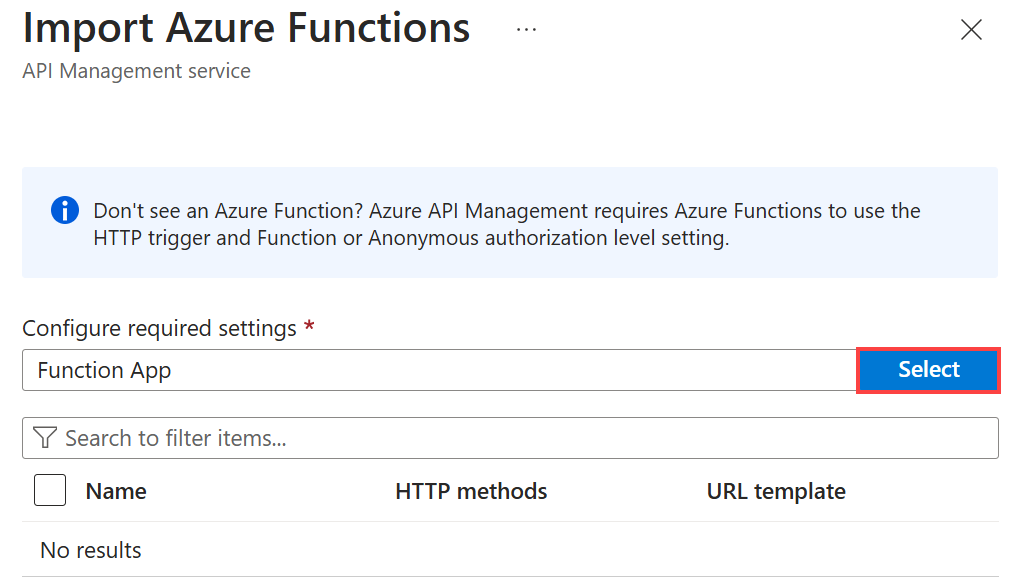 Import Azure Functions ...
API Management service
Don't see an Azure Function? Azure API Management requires Azure Functions to use the
HTTP trigger and Function or Anonymous authorization level setting.
Configure required settings *
Function App Select
Search to filter items...
Name HTTP methods URL template
No results